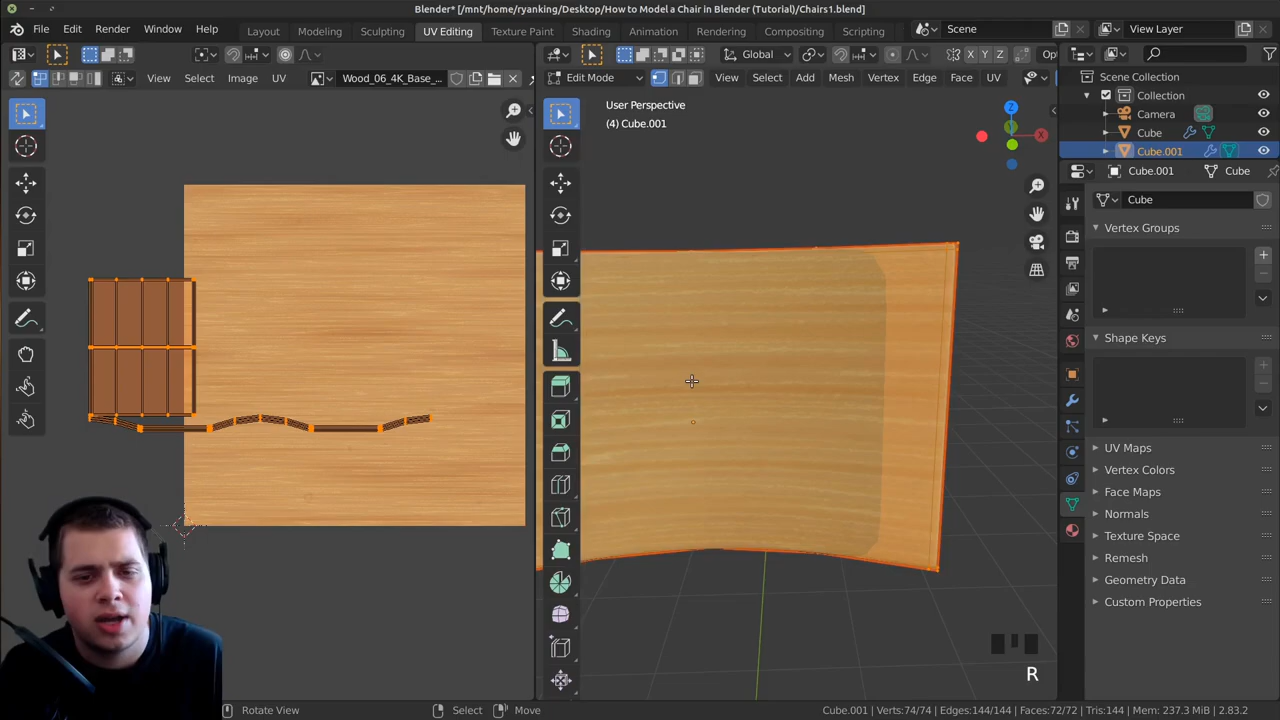 Blender* [/mnt/home/ryanking/Desktop/How to Model a Chair in Blender (Tutorial)/Chairs1.blend]
File Edit Render Window Help
Layout Modeling Sculpting UV Editing Texture Paint Shading Animation Rendering Compositing Scripting
Scene
View Layer
Global
X Y Z
Op
View Select Image UV
Wood_06_4K_Base_...
Edit Mode
View Select Add Mesh Vertex Edge Face UV
User Perspective
(4) Cube.001
Z
X
Scene Collection
Collection
Camera
Cube
Cube.001
Cube.001
Cube
Cube
Vertex Groups
Shape Keys
UV Maps
Vertex Colors
Face Maps
Normals
Texture Space
Remesh
Geometry Data
Custom Properties
R
Rotate View
Select
Move
Cube.001 | Verts:74/74 | Edges:144/144 | Faces:72/72 | Tris:144 | Mem: 237.3 MiB | 2.83.2